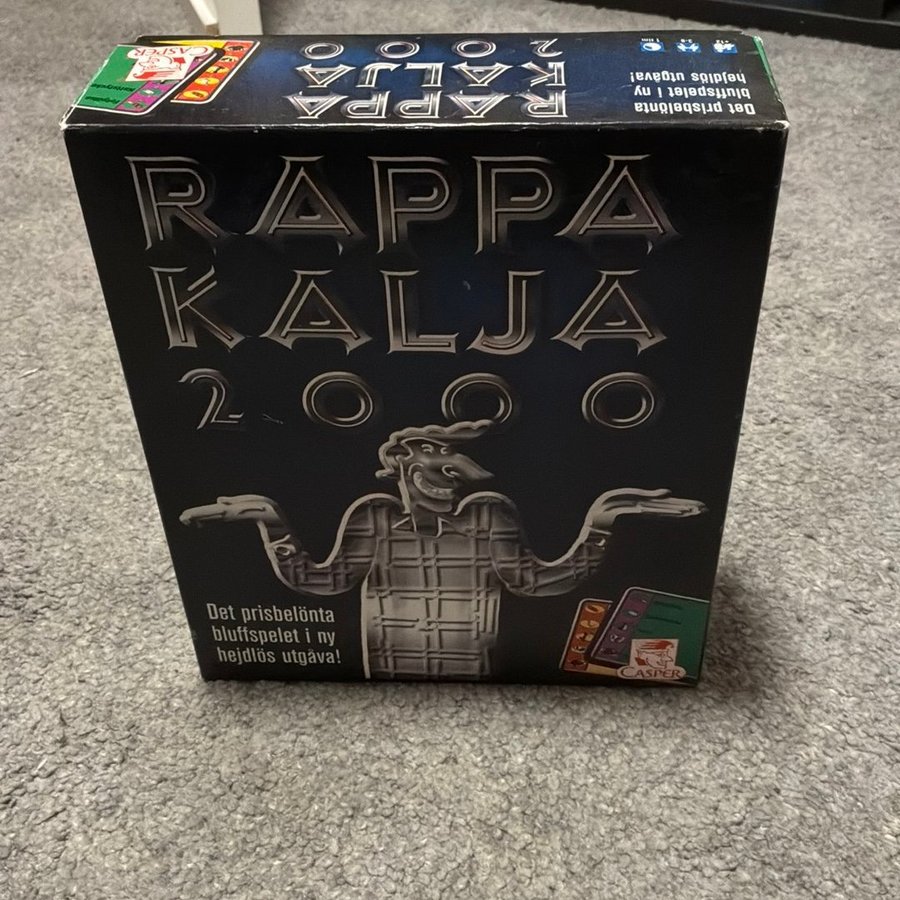 RAPPA
KALJA
2000
Det prisbelönta
bluffspelet i ny
hejdlös utgåva!
CASPER
RAPPA
KALJA
2000
Det prisbelönta
bluffspelet i ny
hejdlös utgåva!
CASPER